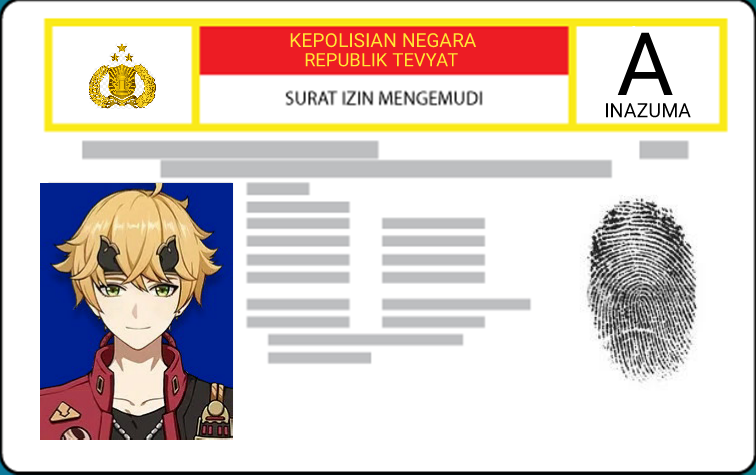 KEPOLISIAN NEGARA
REPUBLIK TEVYAT
SURAT IZIN MENGEMUDI
A
INAZUMA